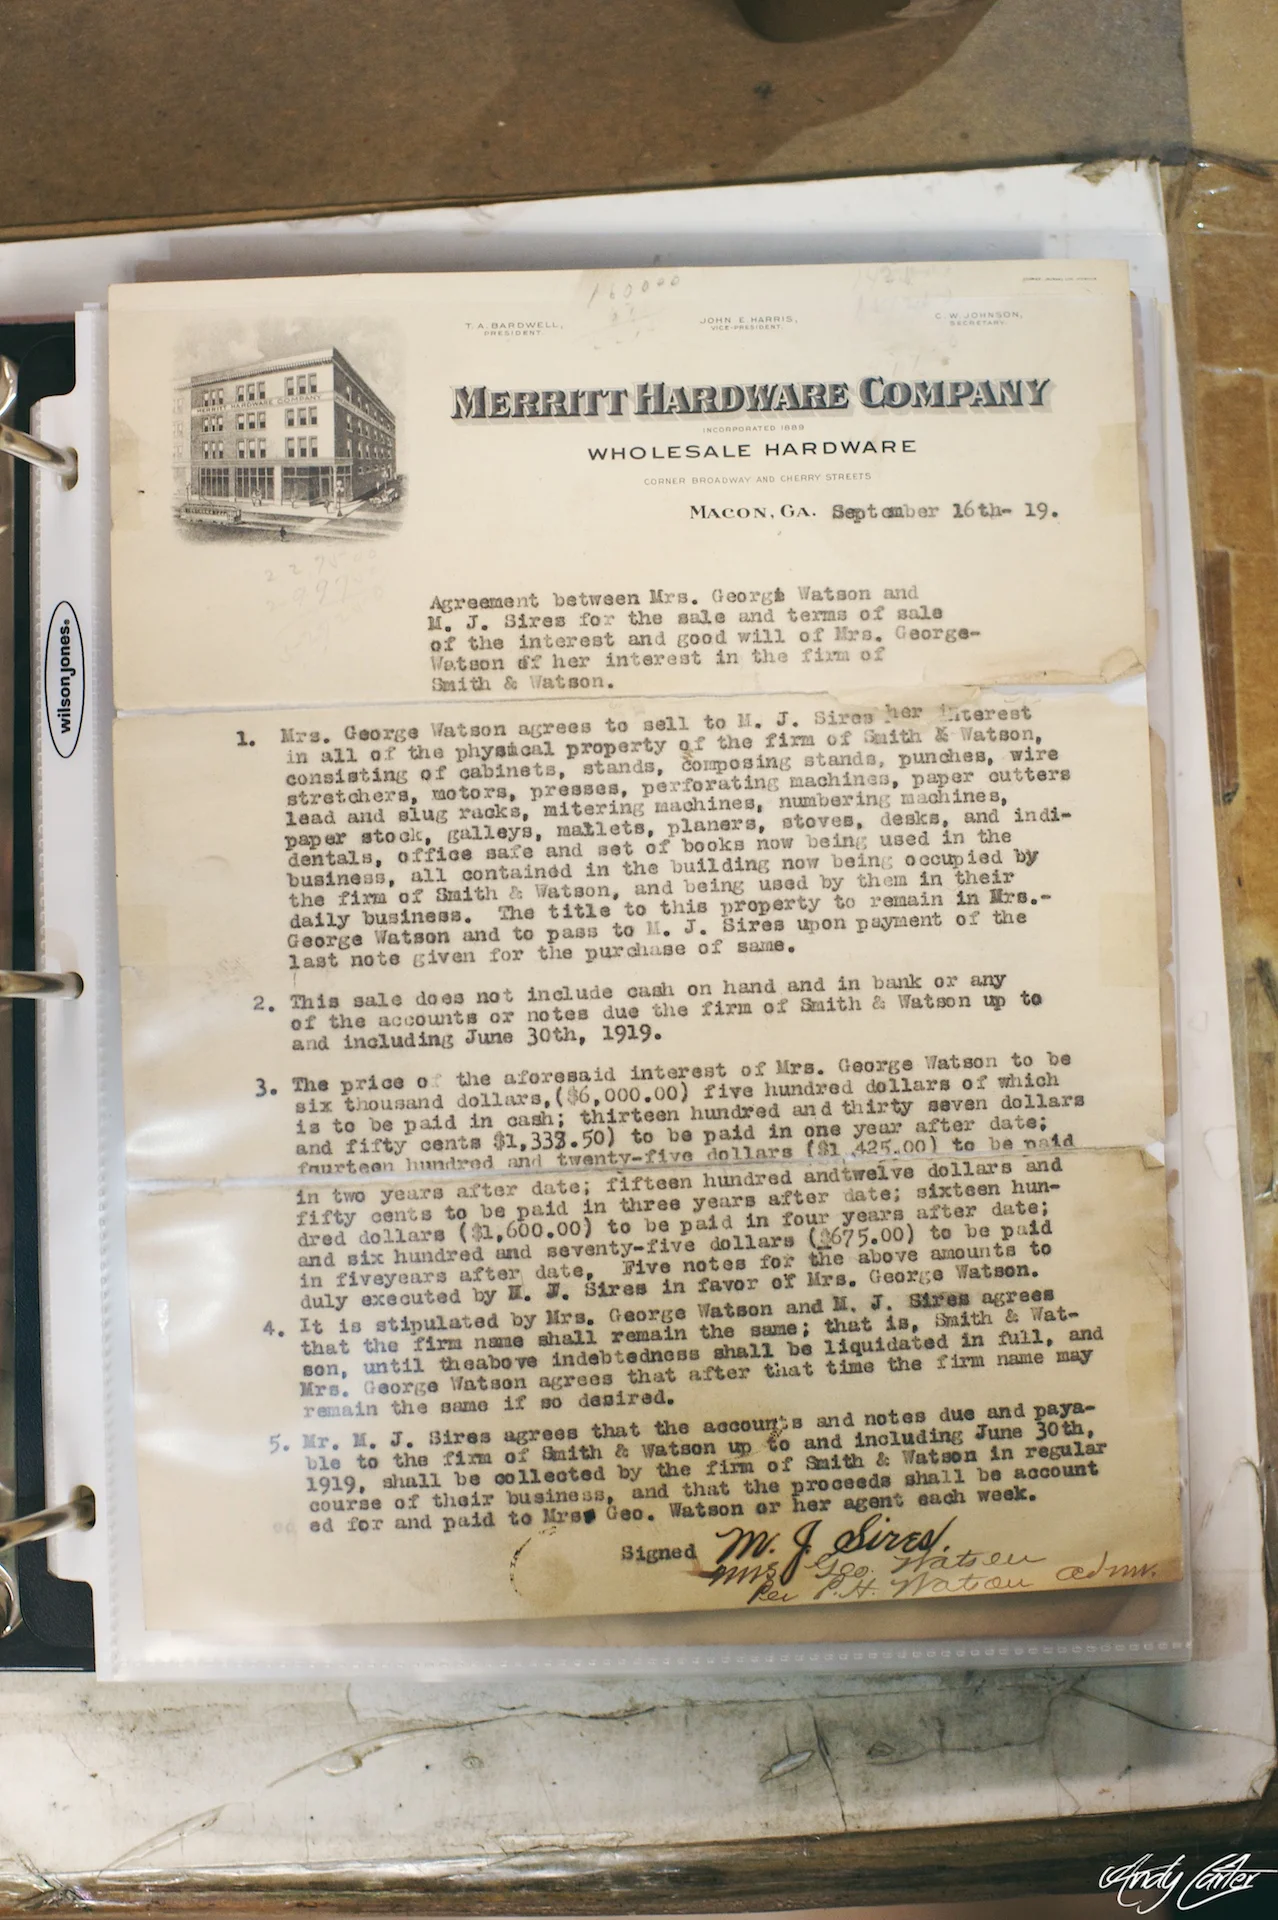 T. A. BARDWELL,
PRESIDENT.
JOHN E. HARRIS,
VICE-PRESIDENT.
C. W. JOHNSON,
SECRETARY.
MERRITT HARDWARE COMPANY
MERRITT HARDWARE COMPANY
INCORPORATED 1889
WHOLESALE HARDWARE
CORNER BROADWAY AND CHERRY STREETS
MACON, GA. September 16th- 19.
Agreement between Mrs. George Watson and
M. J. Sires for the sale and terms of sale
of the interest and good will of Mrs. George-
Watson of her interest in the firm of
Smith & Watson.
1. Mrs. George Watson agrees to sell to M. J. Sires her interest
in all of the physical property of the firm of Smith & Watson,
consisting of cabinets, stands, composing stands, punches, wire
stretchers, motors, presses, perforating machines, paper cutters
lead and slug racks, mitering machines, numbering machines,
paper stock, galleys, mallets, planers, stoves, desks, and indi-
dentals, office safe and set of books now being used in the
business, all contained in the building now being occupied by
the firm of Smith & Watson, and being used by them in their
daily business. The title to this property to remain in Mrs.-
George Watson and to pass to M. J. Sires upon payment of the
last note given for the purchase of same.
2. This sale does not include cash on hand and in bank or any
of the accounts or notes due the firm of Smith & Watson up to
and including June 30th, 1919.
3. The price of the aforesaid interest of Mrs. George Watson to be
six thousand dollars,($6,000.00) five hundred dollars of which
is to be paid in cash; thirteen hundred and thirty seven dollars
and fifty cents $1,337.50) to be paid in one year after date;
fourteen hundred and twenty-five dollars ($1,425.00) to be paid
in two years after date; fifteen hundred andtwelve dollars and
fifty cents to be paid in three years after date; sixteen hun-
dred dollars ($1,600.00) to be paid in four years after date;
and six hundred and seventy-five dollars ($675.00) to be paid
in fiveyears after date, Five notes for the above amounts to
duly executed by M. J. Sires in favor of Mrs. George Watson.
4. It is stipulated by Mrs. George Watson and M. J. Sires agrees
that the firm name shall remain the same; that is, Smith & Wat-
son, until theabove indebtedness shall be liquidated in full, and
Mrs. George Watson agrees that after that time the firm name may
remain the same if so desired.
5. Mr. M. J. Sires agrees that the accounts and notes due and paya-
ble to the firm of Smith & Watson up to and including June 30th,
1919, shall be collected by the firm of Smith & Watson in regular
course of their business, and that the proceeds shall be account
ed for and paid to Mrs. Geo. Watson or her agent each week.
Signed M. J. Sires.
Mrs Geo. Watson
Per P. H. Watson admr.
wilsonjones®
Andy Carter